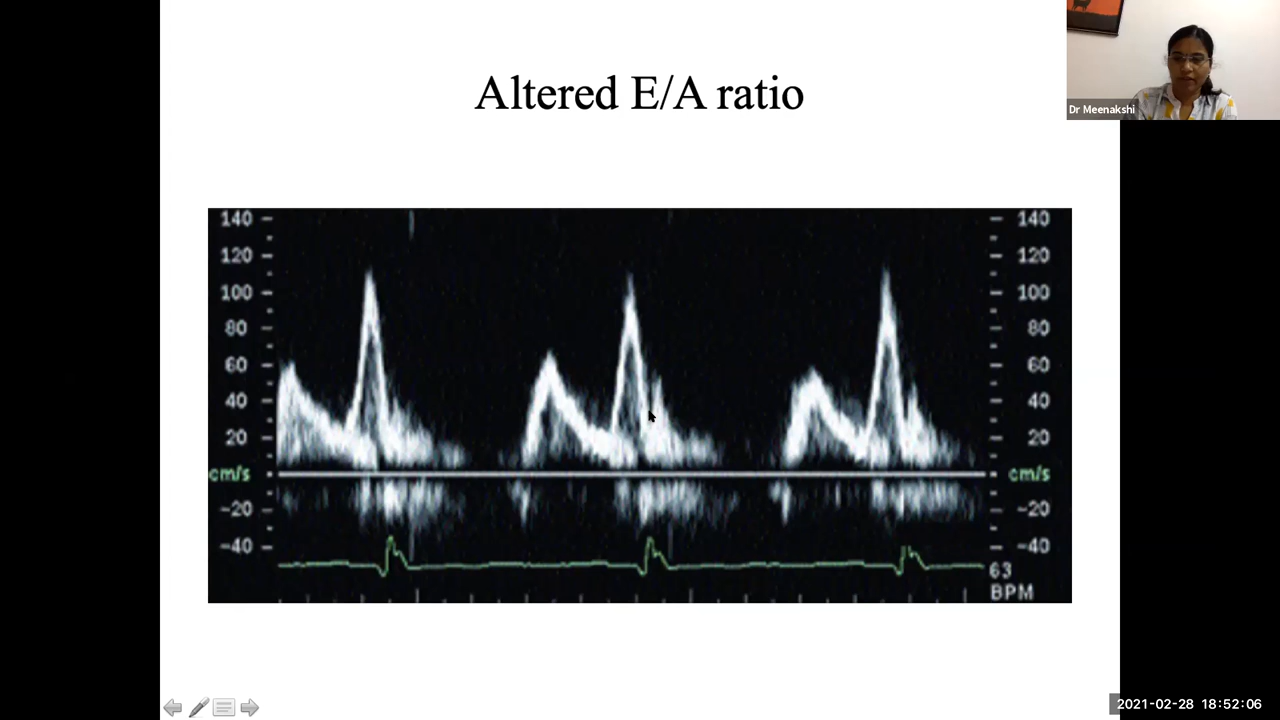 Altered E/A ratio
Dr Meenakshi
140 140
120 120
100 100
80 80
60 60
40 40
20 20
cm/s cm/s
-20 -20
-40 -40
63
BPM
2021-02-28 18:52:06